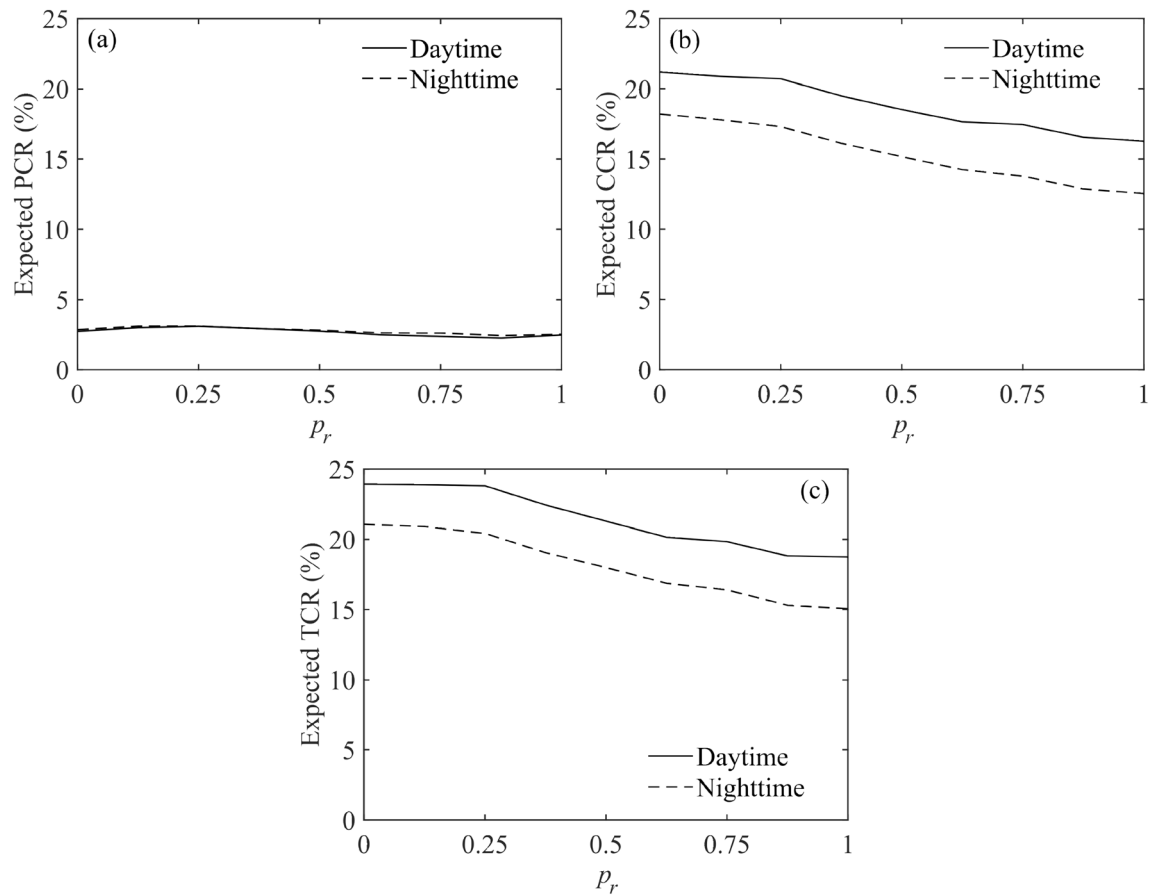 (a)
Daytime
Nighttime
Expected PCR (%)
25
20
15
10
5
0
0 0.25 0.5 0.75 1
p_r
(b)
Daytime
Nighttime
Expected CCR (%)
25
20
15
10
5
0
0 0.25 0.5 0.75 1
p_r
(c)
Daytime
Nighttime
Expected TCR (%)
25
20
15
10
5
0
0 0.25 0.5 0.75 1
p_r